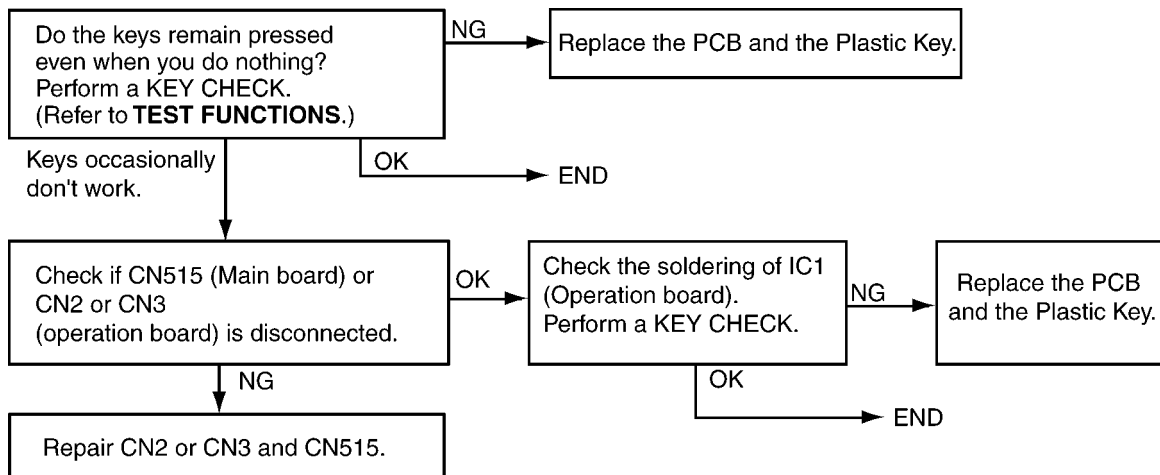 Do the keys remain pressed
even when you do nothing?
Perform a KEY CHECK.
(Refer to TEST FUNCTIONS.)
NG
Replace the PCB and the Plastic Key.
Keys occasionally
don't work.
OK
END
Check if CN515 (Main board) or
CN2 or CN3
(operation board) is disconnected.
OK
Check the soldering of IC1
(Operation board).
Perform a KEY CHECK.
NG
Replace the PCB
and the Plastic Key.
NG
OK
END
Repair CN2 or CN3 and CN515.